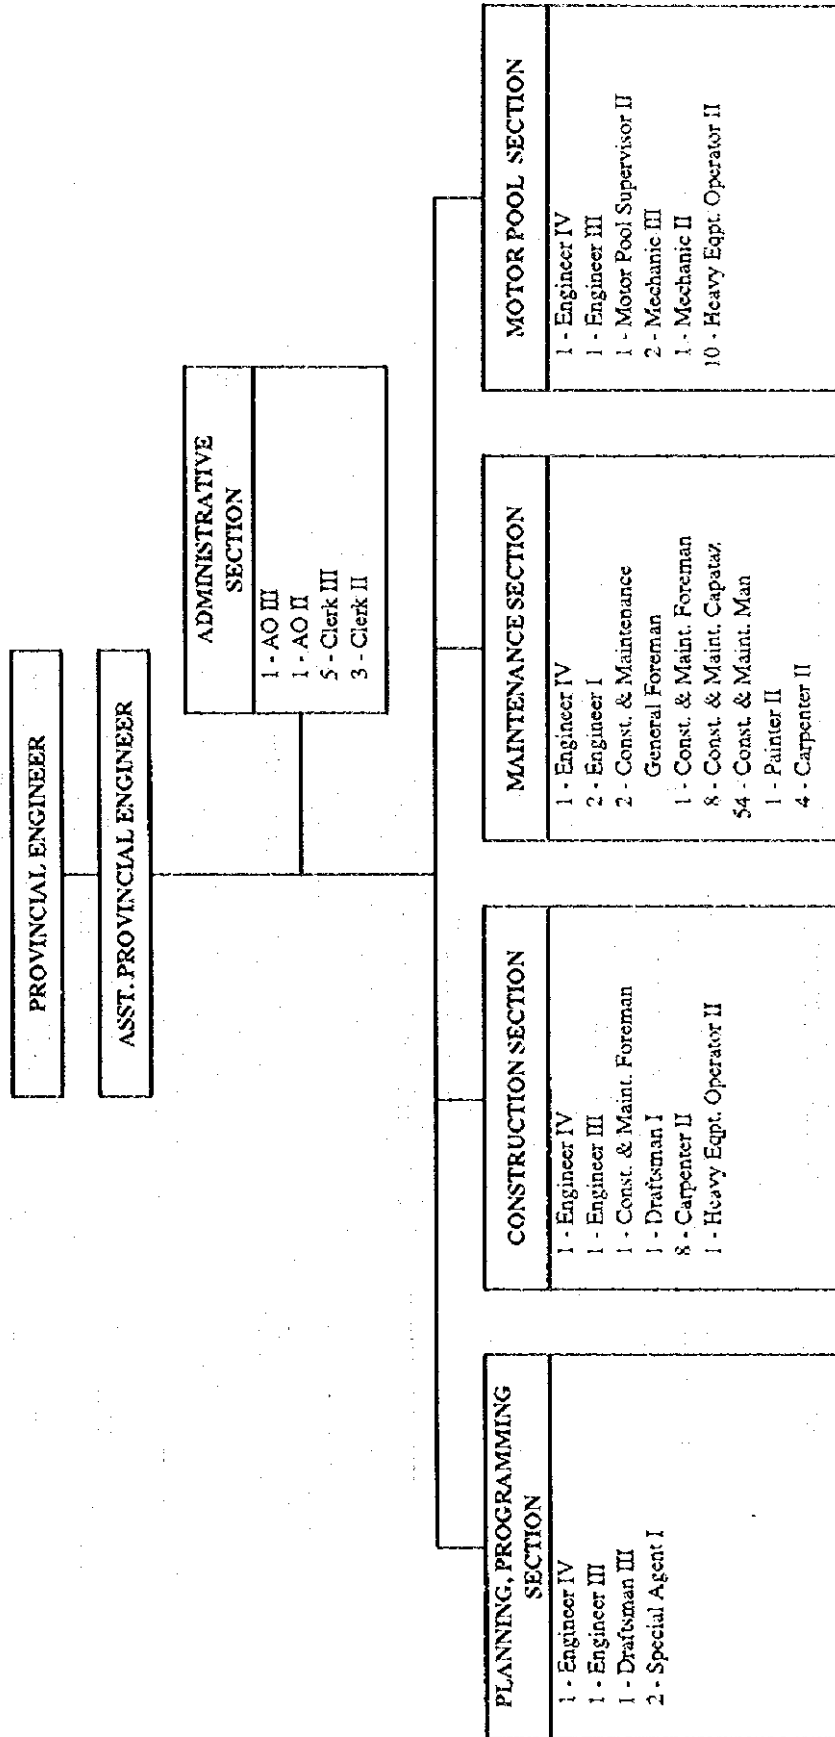 PROVINCIAL ENGINEER
ASST. PROVINCIAL ENGINEER
ADMINISTRATIVE
SECTION
1 - AO III
1 - AO II
5 - Clerk III
3 - Clerk II
PLANNING, PROGRAMMING
SECTION
1 - Engineer IV
1 - Engineer III
1 - Draftsman III
2 - Special Agent I
CONSTRUCTION SECTION
1 - Engineer IV
1 - Engineer III
1 - Const. & Maint. Foreman
1 - Draftsman I
8 - Carpenter II
1 - Heavy Eqpt. Operator II
MAINTENANCE SECTION
1 - Engineer IV
2 - Engineer I
2 - Const. & Maintenance
General Foreman
1 - Const. & Maint. Foreman
8 - Const. & Maint. Capataz
54 - Const. & Maint. Man
1 - Painter II
4 - Carpenter II
MOTOR POOL SECTION
1 - Engineer IV
1 - Engineer III
1 - Motor Pool Supervisor II
2 - Mechanic III
1 - Mechanic II
10 - Heavy Eqpt. Operator II